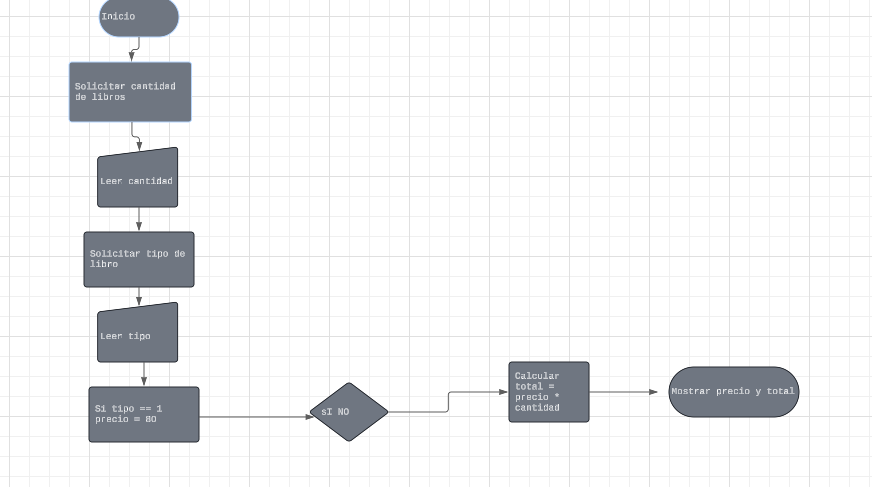 Inicio
Solicitar cantidad
de libros
Leer cantidad
Solicitar tipo de
libro
Leer tipo
Si tipo == 1
precio = 80
sI NO
Calcular
total =
precio *
cantidad
Mostrar precio y total